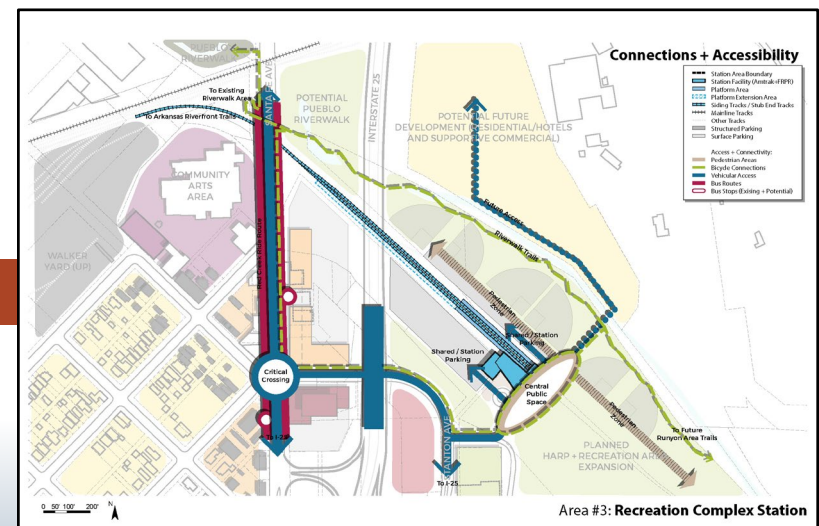 Connections + Accessibility
Station Area Boundary
Station Facility (Amtrak+FRPR)
Platform Area
Platform Extension Area
Siding Tracks / Stub End Tracks
Mainline Tracks
Other Tracks
Structured Parking
Surface Parking
Access + Connectivity:
Pedestrian Areas
Bicycle Connections
Vehicular Access
Bus Routes
Bus Stops (Exising + Potential)
PUEBLO
RIVERWALK
To Existing
Riverwalk Area
To Arkansas Riverfront Trails
SANTA FE AVE
POTENTIAL
PUEBLO
RIVERWALK
INTERSTATE 25
POTENTIAL FUTURE
DEVELOPMENT (RESIDENTIAL/HOTELS
AND SUPPORTIVE COMMERCIAL)
COMMUNITY
ARTS
AREA
WALKER
YARD (UP)
Future Access
Riverwalk Trails
Pedestrian
Zone
Shared / Station
Parking
Shared / Station
Parking
Critical
Crossing
Central
Public
Space
Pedestrian
Zone
To I-25
STANTON AVE
To I-25
To Future
Runyon Area Trails
PLANNED
HARP + RECREATION AREA
EXPANSION
0 50' 100' 200'
N
Area #3: Recreation Complex Station